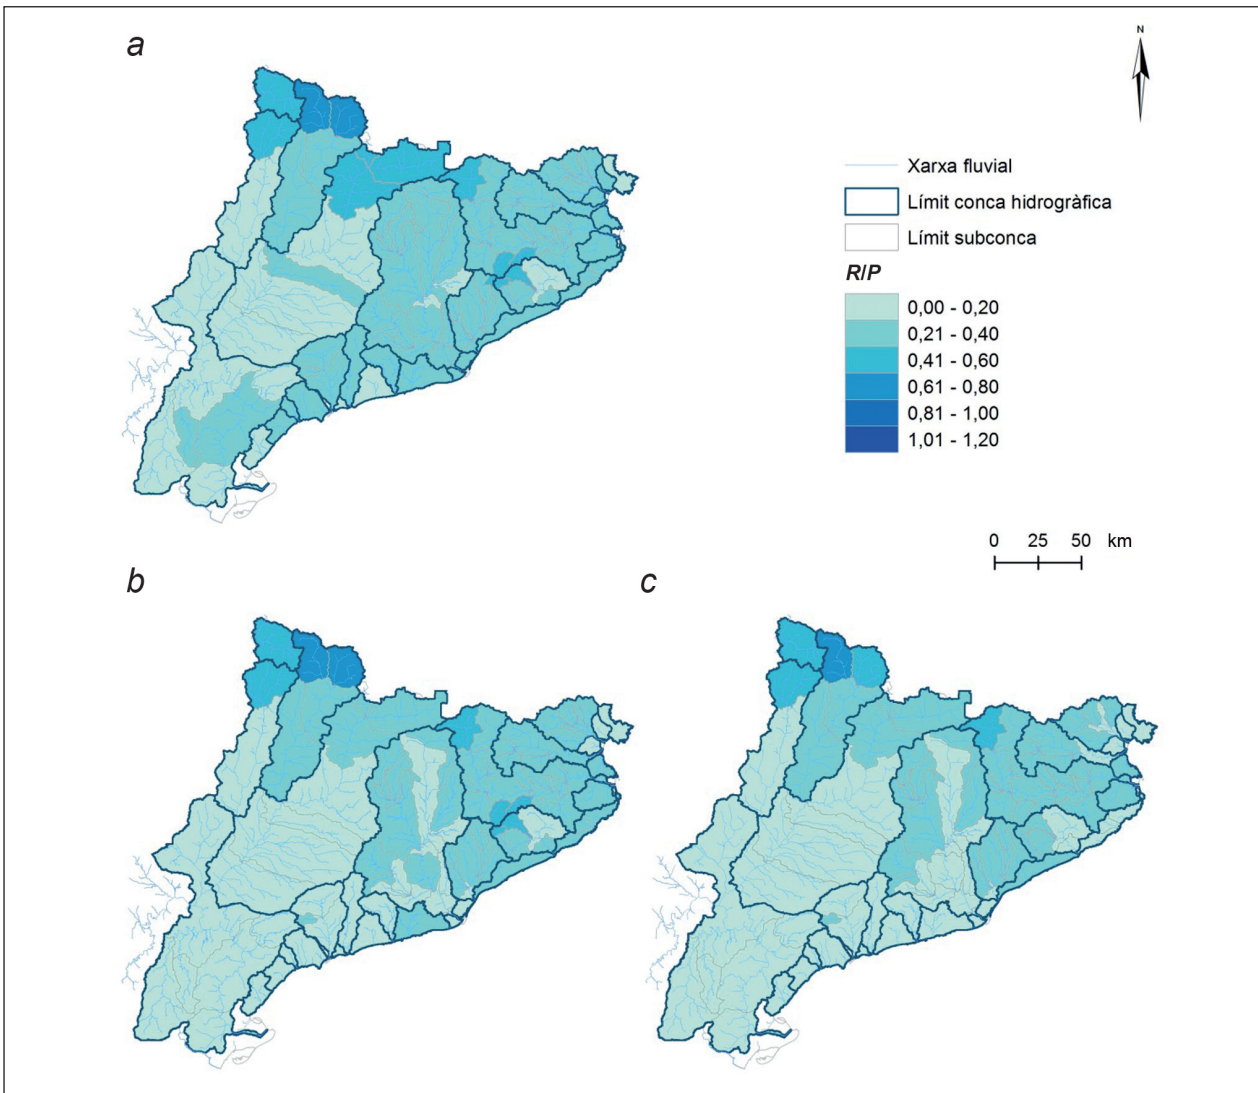 a
N
Xarxa fluvial
Límit conca hidrogràfica
Límit subconca
R/P
0,00 - 0,20
0,21 - 0,40
0,41 - 0,60
0,61 - 0,80
0,81 - 1,00
1,01 - 1,20
0 25 50 km
b
c